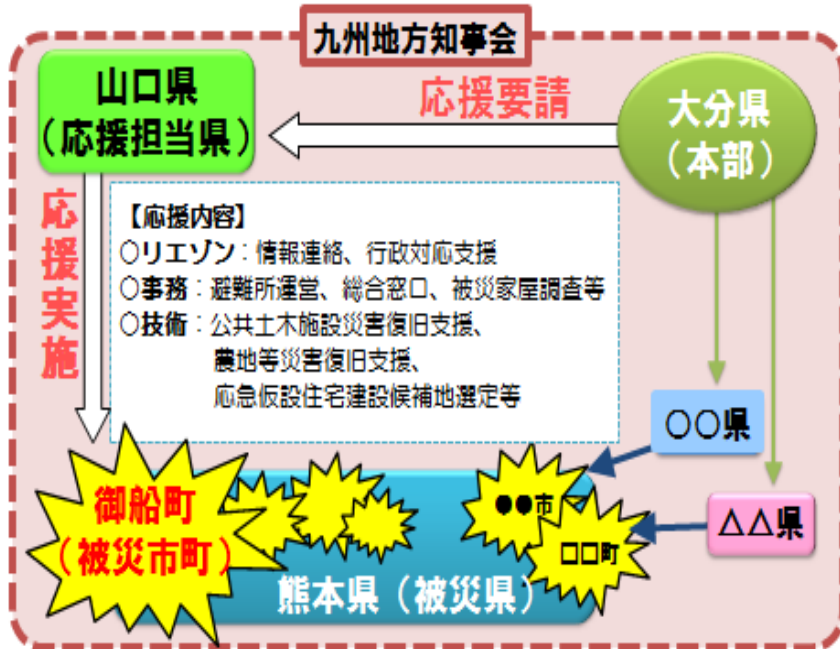 九州地方知事会
山口県
（応援担当県）
応援要請
大分県
（本部）
応援実施
【応援内容】
○リエゾン：情報連絡、行政対応支援
○事務：避難所運営、総合窓口、被災家屋調査等
○技術：公共土木施設災害復旧支援、
農地等災害復旧支援、
応急仮設住宅建設候補地選定等
○○県
△△県
●●市
□□町
御船町
（被災市町）
熊本県（被災県）